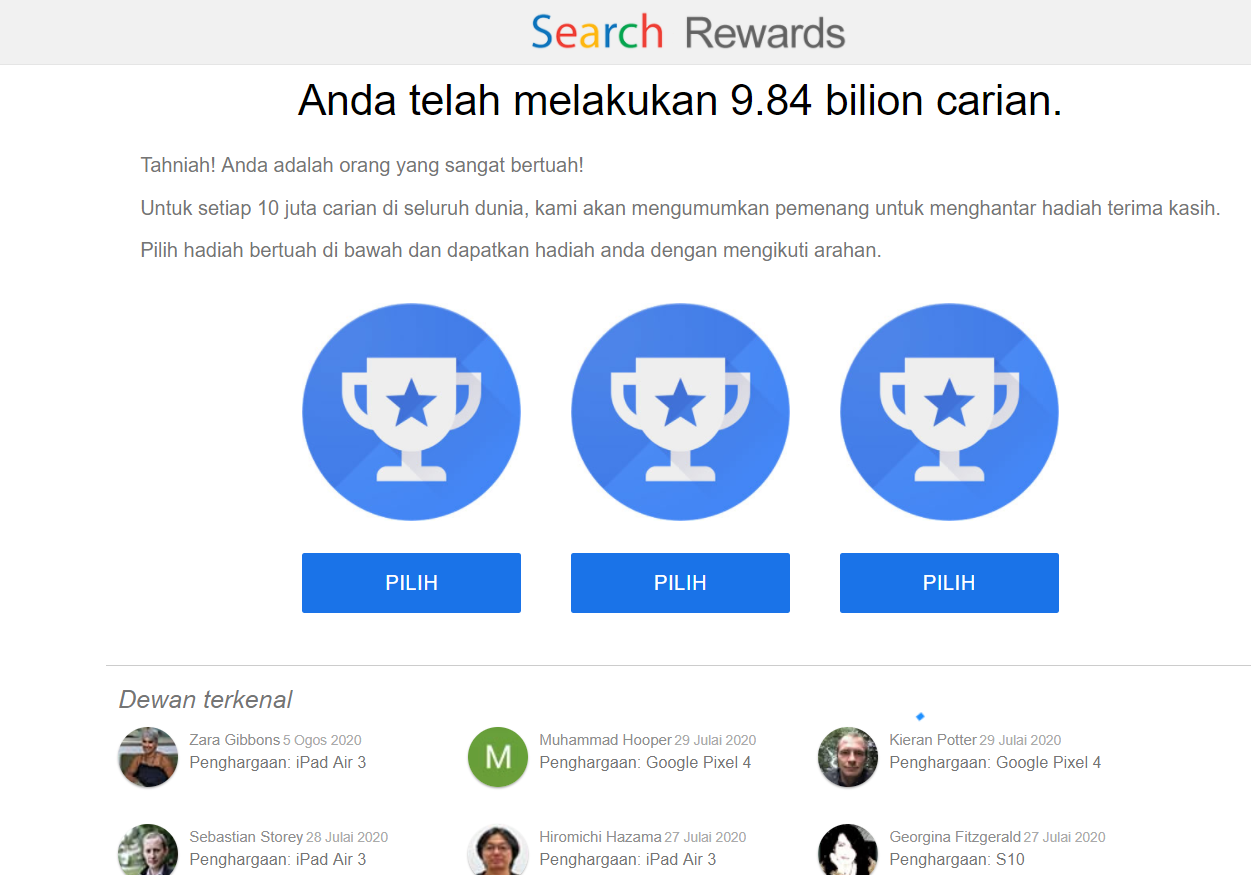 Search Rewards
Anda telah melakukan 9.84 bilion carian.
Tahniah! Anda adalah orang yang sangat bertuah!
Untuk setiap 10 juta carian di seluruh dunia, kami akan mengumumkan pemenang untuk menghantar hadiah terima kasih.
Pilih hadiah bertuah di bawah dan dapatkan hadiah anda dengan mengikuti arahan.
PILIH PILIH PILIH
Dewan terkenal
Zara Gibbons 5 Ogos 2020
Penghargaan: iPad Air 3
M
Muhammad Hooper 29 Julai 2020
Penghargaan: Google Pixel 4
Kieran Potter 29 Julai 2020
Penghargaan: Google Pixel 4
Sebastian Storey 28 Julai 2020
Penghargaan: iPad Air 3
Hiromichi Hazama 27 Julai 2020
Penghargaan: iPad Air 3
Georgina Fitzgerald 27 Julai 2020
Penghargaan: S10